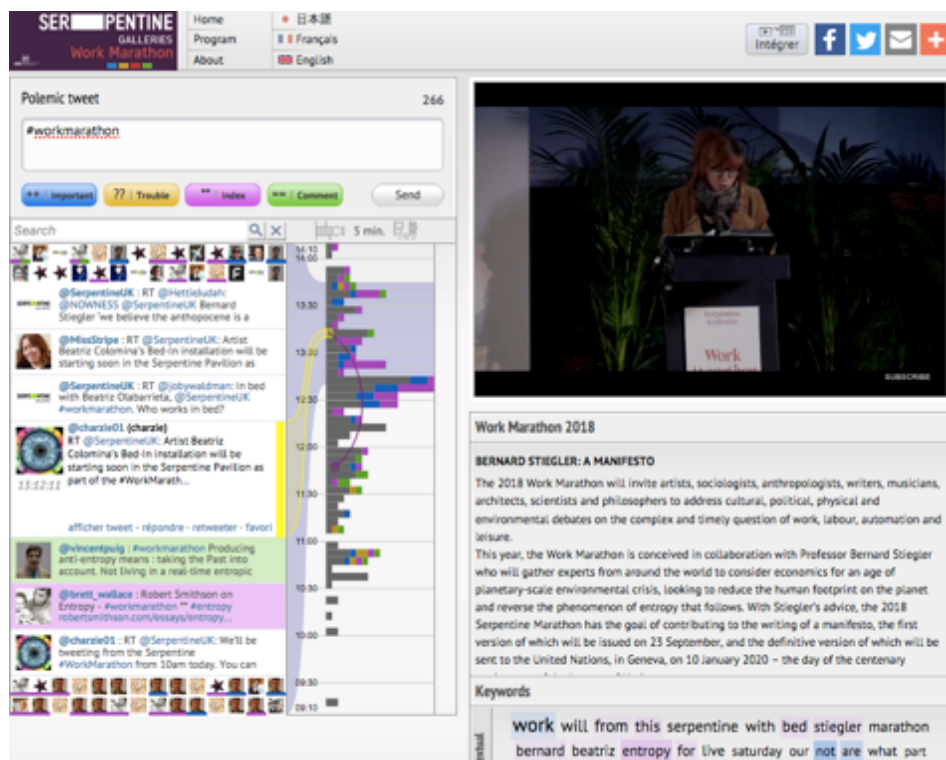 SERPENTINE
GALLERIES
Work Marathon
Home
Program
About
日本語
Français
English
Intégrer
Polemic tweet
266
#workmarathon
++ Important
?? Trouble
** Index
== Comment
Send
Search
5 min.
14:10
14:00
13:30
12:30
12:00
11:30
11:00
10:30
10:00
09:30
09:10
@SerpentineUK : RT @Hettieludah:
@NOWNESS @SerpentineUK Bernard
Stiegler 'we believe the anthopocene is a
@MissStripe : RT @SerpentineUK: Artist
Beatriz Colomina's Bed-In installation will be
starting soon in the Serpentine Pavilion as
@SerpentineUK : RT @jobywaldman: In bed
with Beatriz Olabarrieta, @SerpentineUK
#workmarathon. Who works in bed?
@charzie01 (charzie)
RT @SerpentineUK: Artist Beatriz
Colomina's Bed-In installation will be
starting soon in the Serpentine Pavilion as
part of the #WorkMarath...
13:12:11
afficher tweet - répondre - retweeter - favori
@vincentpuig : #workmarathon Producing
anti-entropy means : taking the Past into
account. Not living in a real-time entropic
@brett_wallace : Robert Smithson on
Entropy - #workmarathon ** #entropy
robertsmithson.com/essays/entropy...
@charzie01 : RT @SerpentineUK: We'll be
tweeting from the Serpentine
#WorkMarathon from 10am today. You can
Serpentine
Galleries
Work
SUBSCRIBE
Work Marathon 2018
BERNARD STIEGLER: A MANIFESTO
The 2018 Work Marathon will invite artists, sociologists, anthropologists, writers, musicians,
architects, scientists and philosophers to address cultural, political, physical and
environmental debates on the complex and timely question of work, labour, automation and
leisure.
This year, the Work Marathon is conceived in collaboration with Professor Bernard Stiegler
who will gather experts from around the world to consider economics for an age of
planetary-scale environmental crisis, looking to reduce the human footprint on the planet
and reverse the phenomenon of entropy that follows. With Stiegler's advice, the 2018
Serpentine Marathon has the goal of contributing to the writing of a manifesto, the first
version of which will be issued on 23 September, and the definitive version of which will be
sent to the United Nations, in Geneva, on 10 January 2020 – the day of the centenary
Keywords
work will from this serpentine with bed stiegler marathon
bernard beatriz entropy for live saturday our not are what part